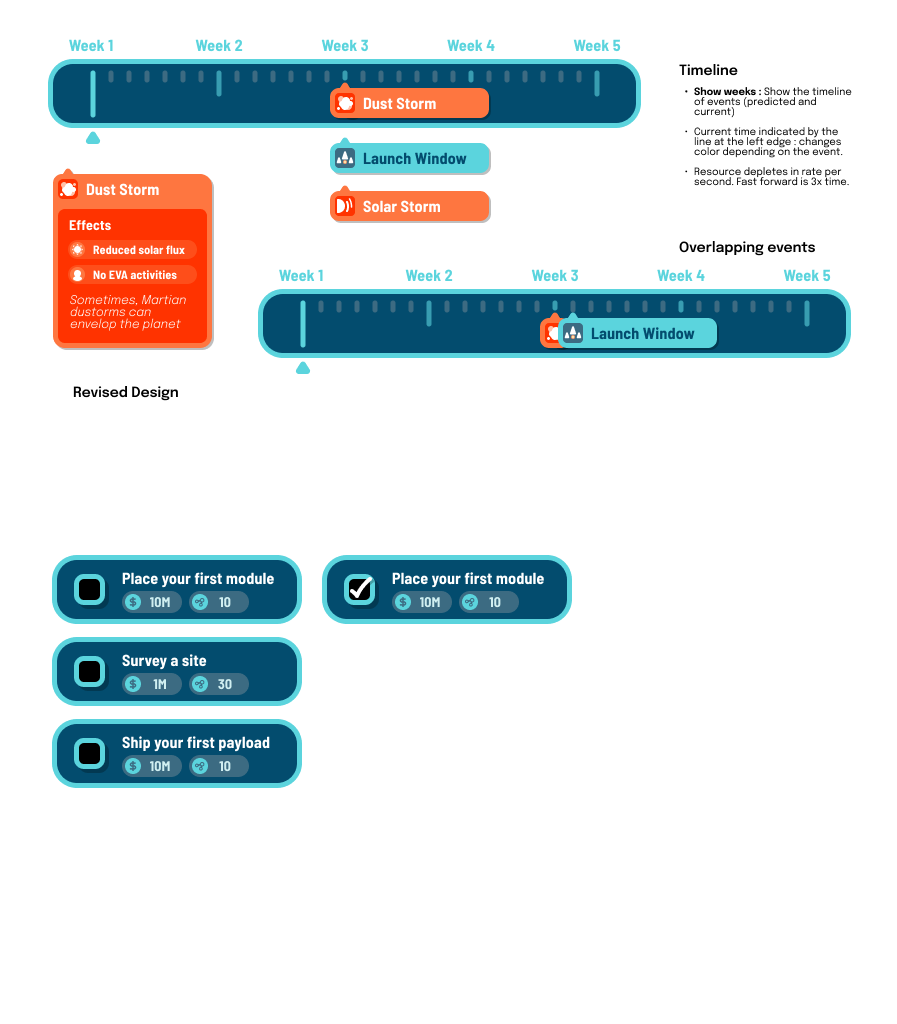 Week 1
Week 2
Week 3
Week 4
Week 5
Dust Storm
Launch Window
Solar Storm
Timeline
• Show weeks : Show the timeline
of events (predicted and
current)
• Current time indicated by the
line at the left edge : changes
color depending on the event.
• Resource depletes in rate per
second. Fast forward is 3x time.
Dust Storm
Effects
Reduced solar flux
No EVA activities
Sometimes, Martian
dustorms can
envelop the planet
Overlapping events
Week 1
Week 2
Week 3
Week 4
Week 5
Launch Window
Revised Design
Place your first module
$ 10M
10
Place your first module
$ 10M
10
Survey a site
$ 1M
30
Ship your first payload
$ 10M
10